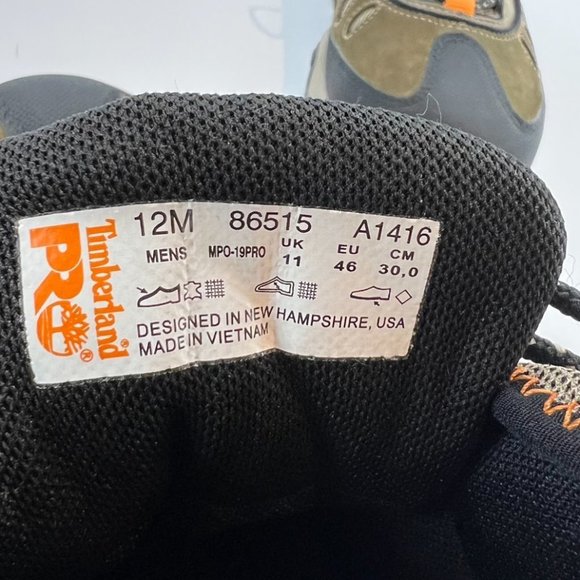 Timberland®
PRO®
12M 86515 A1416
MENS MPO-19PRO UK 11 EU 46 CM 30,0
DESIGNED IN NEW HAMPSHIRE, USA
MADE IN VIETNAM